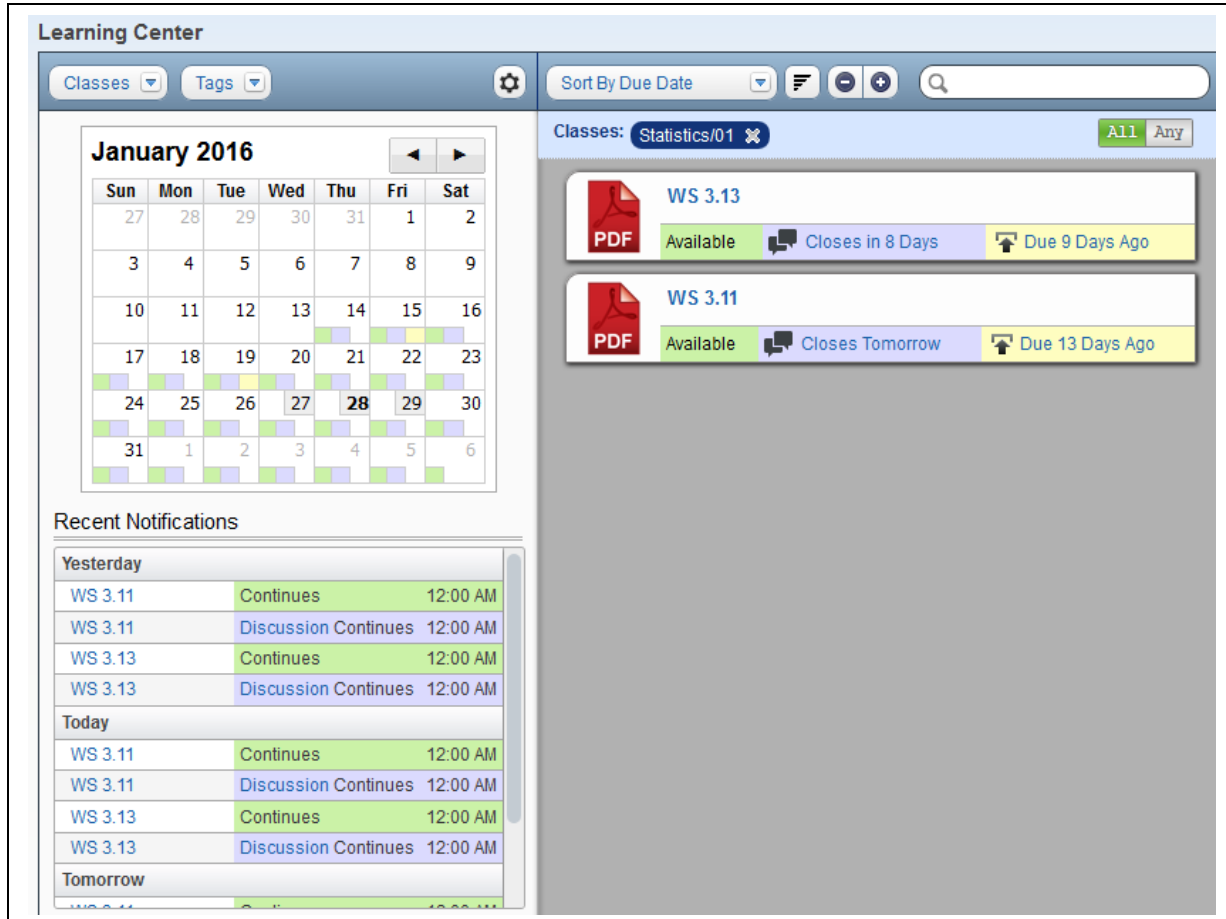 Learning Center
Classes Tags
Sort By Due Date
January 2016
Sun Mon Tue Wed Thu Fri Sat
27 28 29 30 31 1 2
3 4 5 6 7 8 9
10 11 12 13 14 15 16
17 18 19 20 21 22 23
24 25 26 27 28 29 30
31 1 2 3 4 5 6
Recent Notifications
Yesterday
WS 3.11 Continues 12:00 AM
WS 3.11 Discussion Continues 12:00 AM
WS 3.13 Continues 12:00 AM
WS 3.13 Discussion Continues 12:00 AM
Today
WS 3.11 Continues 12:00 AM
WS 3.11 Discussion Continues 12:00 AM
WS 3.13 Continues 12:00 AM
WS 3.13 Discussion Continues 12:00 AM
Tomorrow
Classes: Statistics/01 All Any
WS 3.13
PDF Available Closes in 8 Days Due 9 Days Ago
WS 3.11
PDF Available Closes Tomorrow Due 13 Days Ago